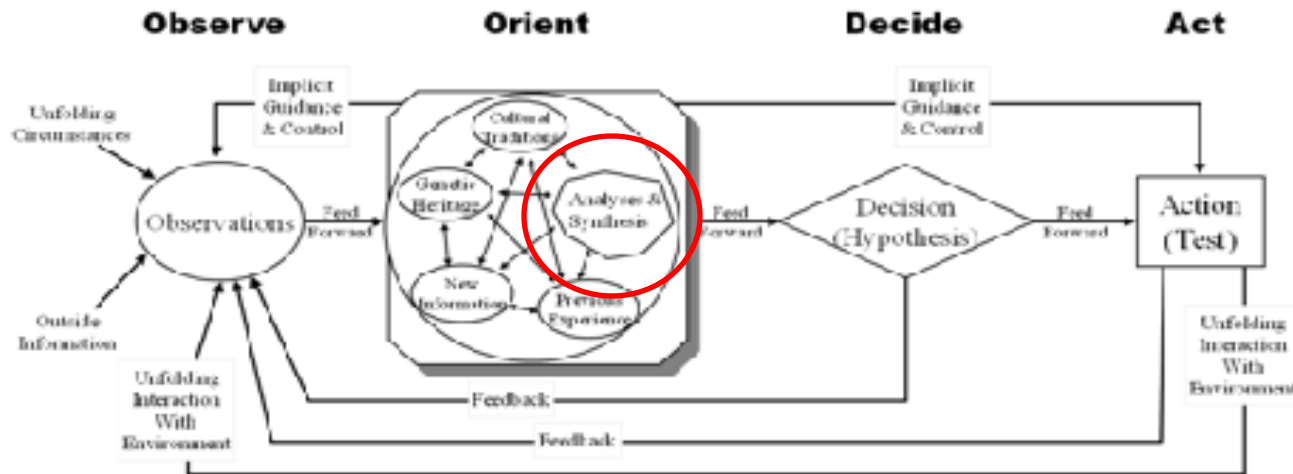 Observe
Orient
Decide
Act
Implicit
Guidance
& Control
Implicit
Guidance
& Control
Unfolding
Circumstances
Cultural
Traditions
Genetic
Heritage
Analyses &
Synthesis
New
Information
Previous
Experience
Observations
Feed
Forward
Feed
Forward
Decision
(Hypothesis)
Feed
Forward
Action
(Test)
Outside
Information
Unfolding
Interaction
With
Environment
Feedback
Feedback
Unfolding
Interaction
With
Environment